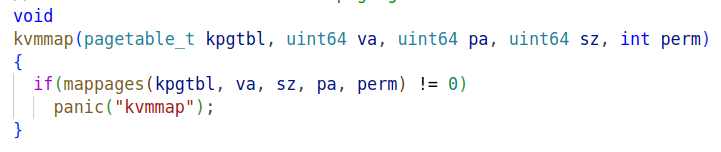 void
kvmmap(pagetable_t kpgtbl, uint64 va, uint64 pa, uint64 sz, int perm)
{
  if(mappages(kpgtbl, va, sz, pa, perm) != 0)
    panic("kvmmap");
}